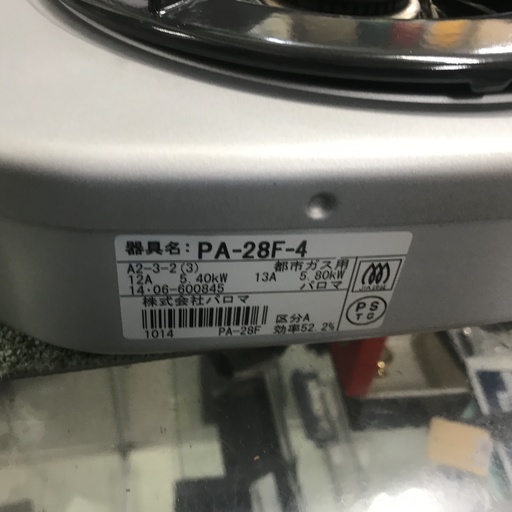 器具名: PA-28F-4
A2-3-2(3) 都市ガス用
12A 5.40kW 13A 5.80kW
14·06-600845 パロマ
株式会社パロマ
PS
TG
区分A
1014 PA-28F 効率52.2%